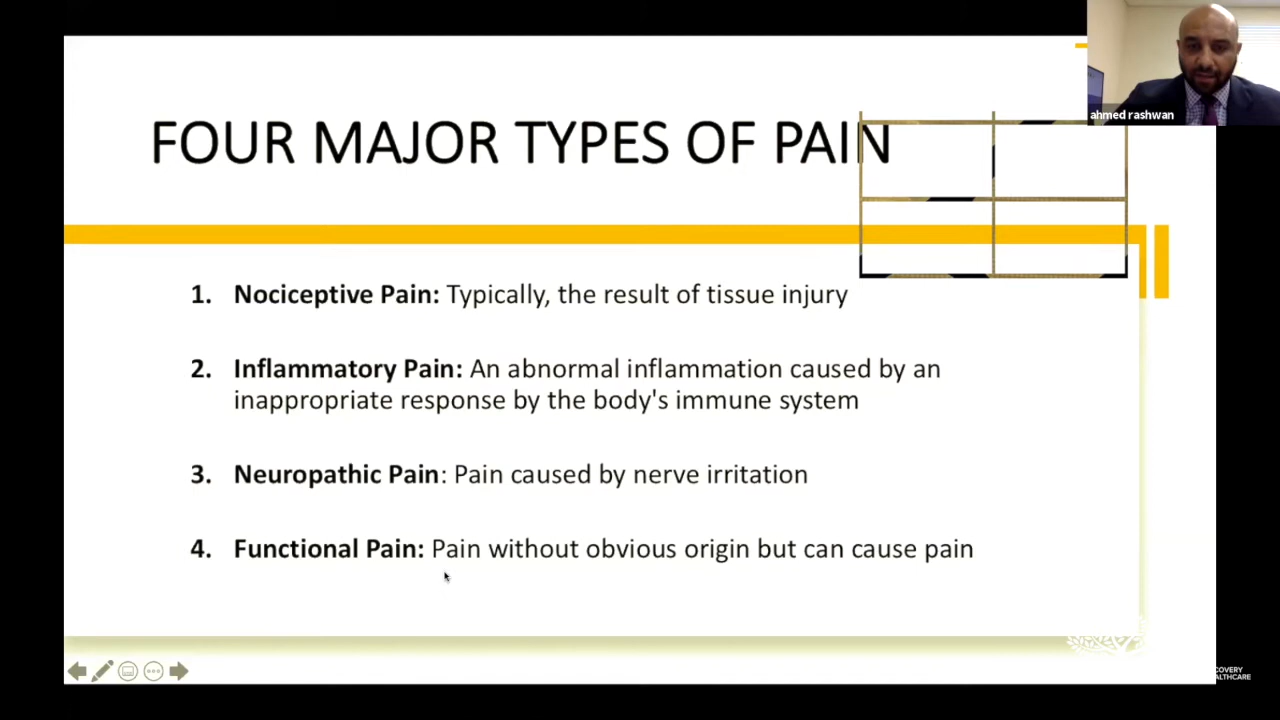 FOUR MAJOR TYPES OF PAIN
ahmed rashwan
1. Nociceptive Pain: Typically, the result of tissue injury
2. Inflammatory Pain: An abnormal inflammation caused by an
inappropriate response by the body's immune system
3. Neuropathic Pain: Pain caused by nerve irritation
4. Functional Pain: Pain without obvious origin but can cause pain
COVERY
ALTHCARE